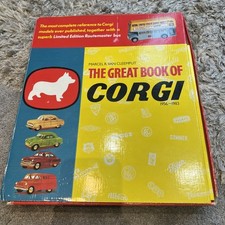 The most complete reference to Corgi
models ever published, together with a
superb Limited Edition Routemaster bus
MARCEL R. VAN CLEEMPUT
THE GREAT BOOK OF
CORGI
1956-1983